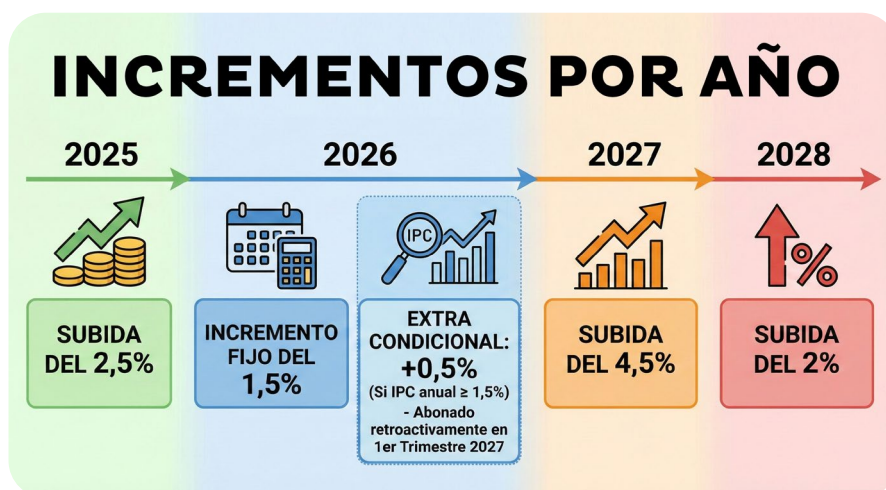 INCREMENTOS POR AÑO
2025
2026
2027
2028
IPC
%
SUBIDA
DEL 2,5%
INCREMENTO
FIJO DEL
1,5%
EXTRA
CONDICIONAL:
+0,5%
(Si IPC anual ≥ 1,5%)
- Abonado
retroactivamente en
1er Trimestre 2027
SUBIDA
DEL 4,5%
SUBIDA
DEL 2%